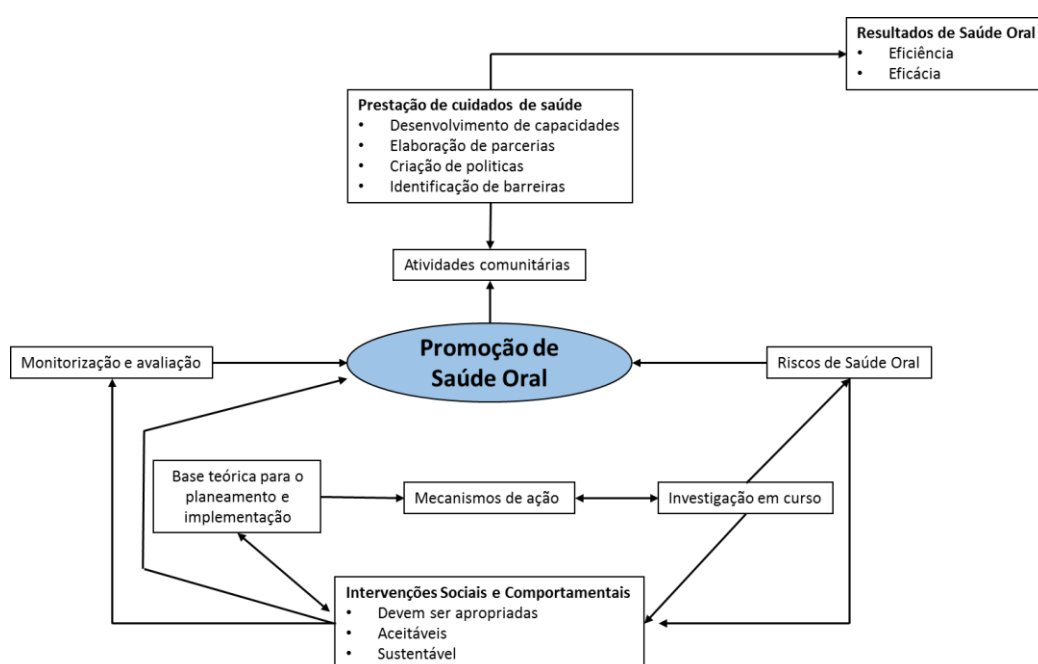 Resultados de Saúde Oral
• Eficiência
• Eficácia
Prestação de cuidados de saúde
• Desenvolvimento de capacidades
• Elaboração de parcerias
• Criação de politicas
• Identificação de barreiras
Atividades comunitárias
Promoção de
Saúde Oral
Monitorização e avaliação
Riscos de Saúde Oral
Base teórica para o
planeamento e
implementação
Mecanismos de ação
Investigação em curso
Intervenções Sociais e Comportamentais
• Devem ser apropriadas
• Aceitáveis
• Sustentável